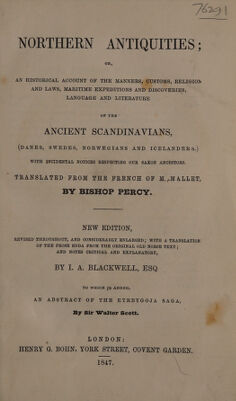 76291
NORTHERN ANTIQUITIES;
OR,
AN HISTORICAL ACCOUNT OF THE MANNERS, CUSTOMS, RELIGION
AND LAWS, MARITIME EXPEDITIONS AND DISCOVERIES,
LANGUAGE AND LITERATURE
OF THE
ANCIENT SCANDINAVIANS,
(DANES, SWEDES, NORWEGIANS AND ICELANDERS.)
WITH INCIDENTAL NOTICES RESPECTING OUR SAXON ANCESTORS.
TRANSLATED FROM THE FRENCH OF M. MALLET,
BY BISHOP PERCY.
NEW EDITION,
REVISED THROUGHOUT, AND CONSIDERABLY ENLARGED; WITH A TRANSLATION
OF THE PROSE EDDA FROM THE ORIGINAL OLD NORSE TEXT;
AND NOTES CRITICAL AND EXPLANATORY,
BY I. A. BLACKWELL, ESQ
TO WHICH IS ADDED,
AN ABSTRACT OF THE EYRBYGGJA SAGA,
By Sir Walter Scott.
LONDON:
HENRY G. BOHN, YORK STREET, COVENT GARDEN.
1847.